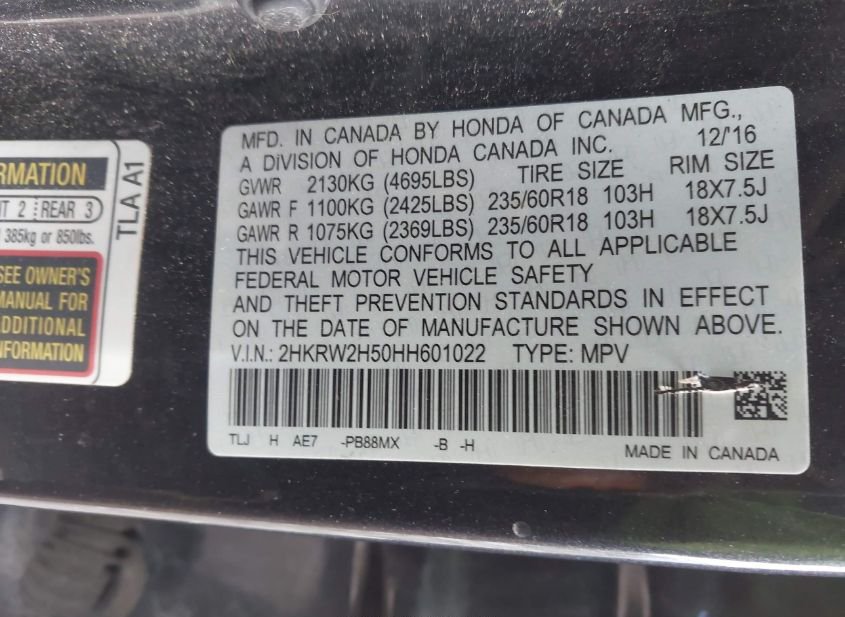 RMATION
2 REAR 3
385kg or 850lbs.
SEE OWNER'S
MANUAL FOR
ADDITIONAL
NFORMATION
TLA A1
MFD. IN CANADA BY HONDA OF CANADA MFG.,
A DIVISION OF HONDA CANADA INC. 12/'16
GVWR 2130KG (4695LBS) TIRE SIZE RIM SIZE
GAWR F 1100KG (2425LBS) 235/60R18 103H 18X7.5J
GAWR R 1075KG (2369LBS) 235/60R18 103H 18X7.5J
THIS VEHICLE CONFORMS TO ALL APPLICABLE
FEDERAL MOTOR VEHICLE SAFETY
AND THEFT PREVENTION STANDARDS IN EFFECT
ON THE DATE OF MANUFACTURE SHOWN ABOVE.
V.I.N.: 2HKRW2H50HH601022 TYPE: MPV
TLJ H AE7 -PB88MX -B -H
MADE IN CANADA